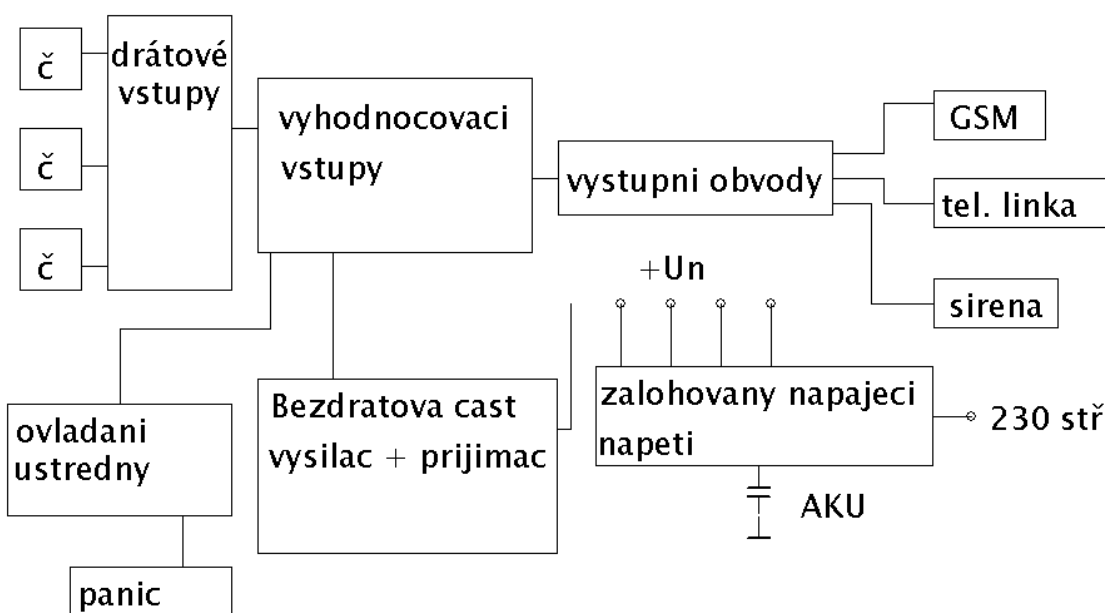 č
drátové
vstupy
č
č
vyhodnocovaci
vstupy
vystupni obvody
GSM
tel. linka
sirena
+Un
ovladani
ustredny
panic
Bezdratova cast
vysilac + prijimac
zalohovany napajeci
napeti
230 stř
AKU